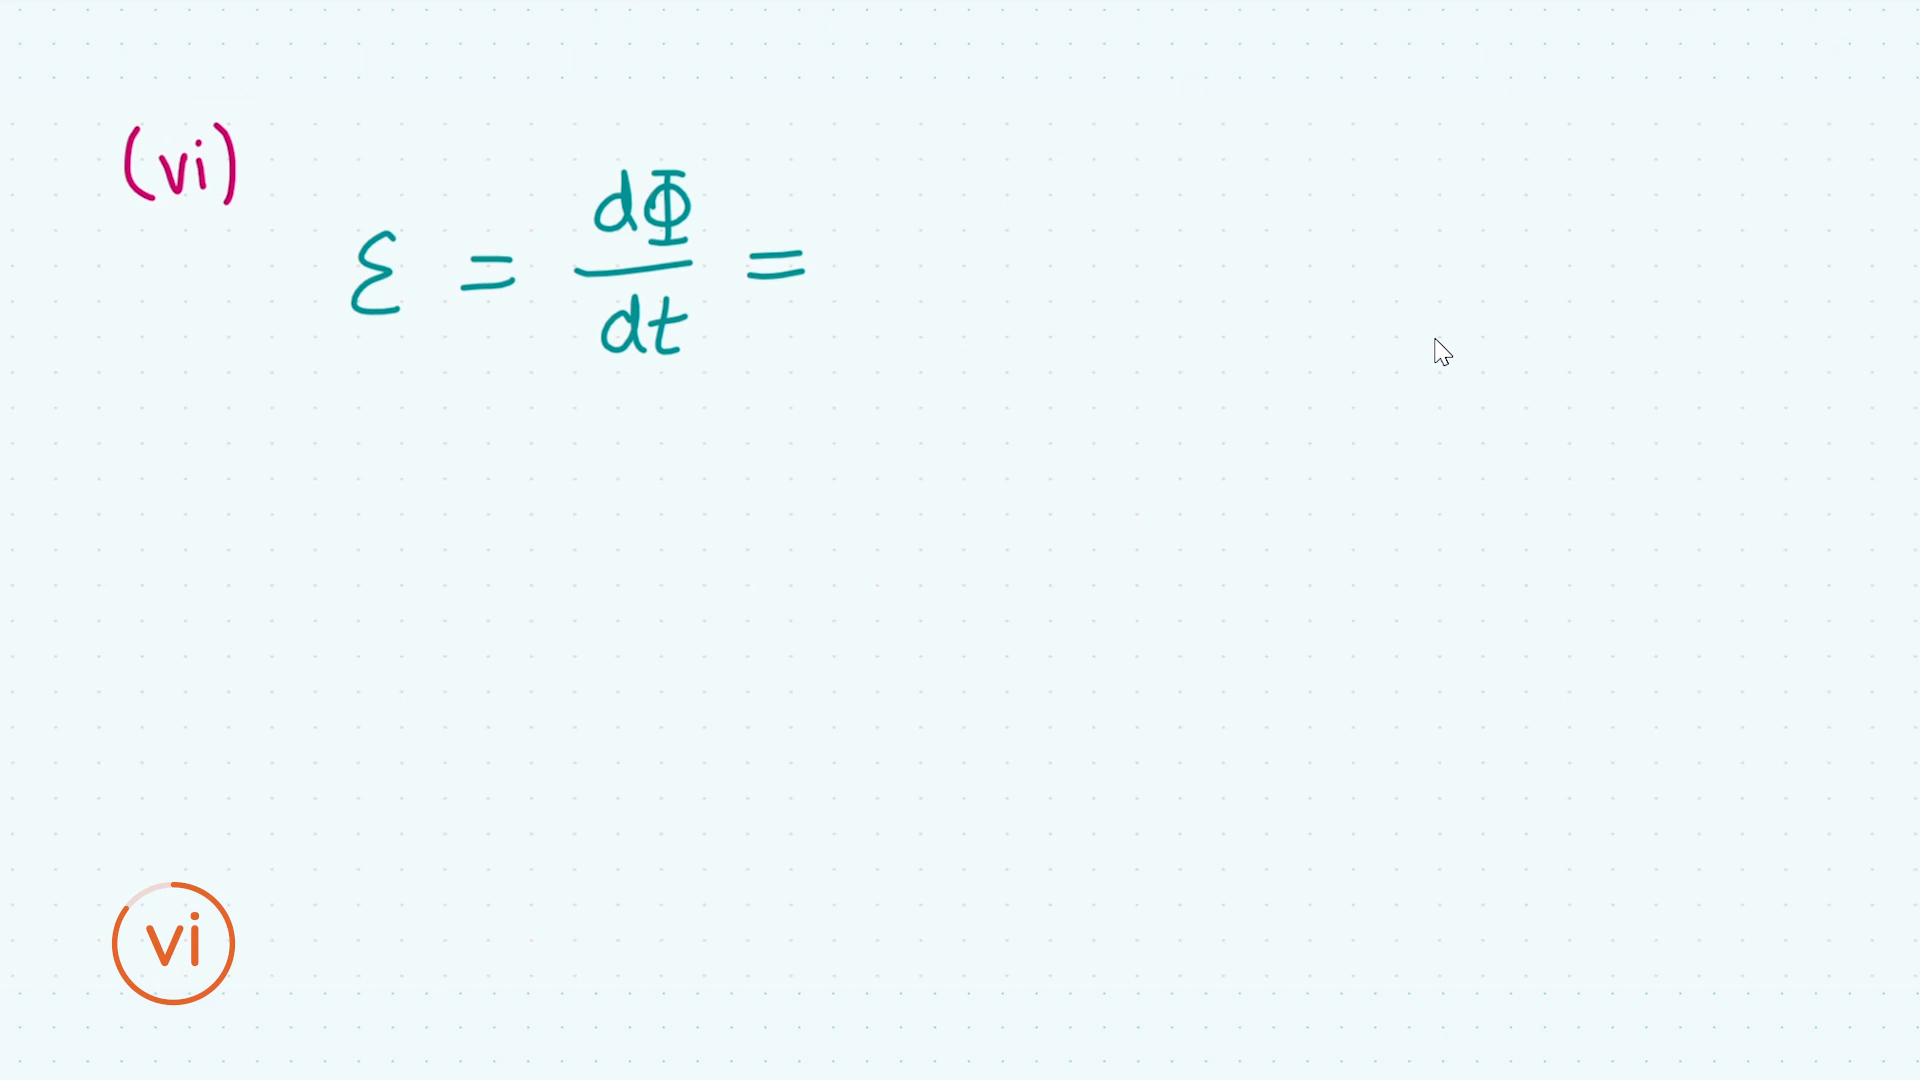 (vi)
ε = dΦ/dt =
vi